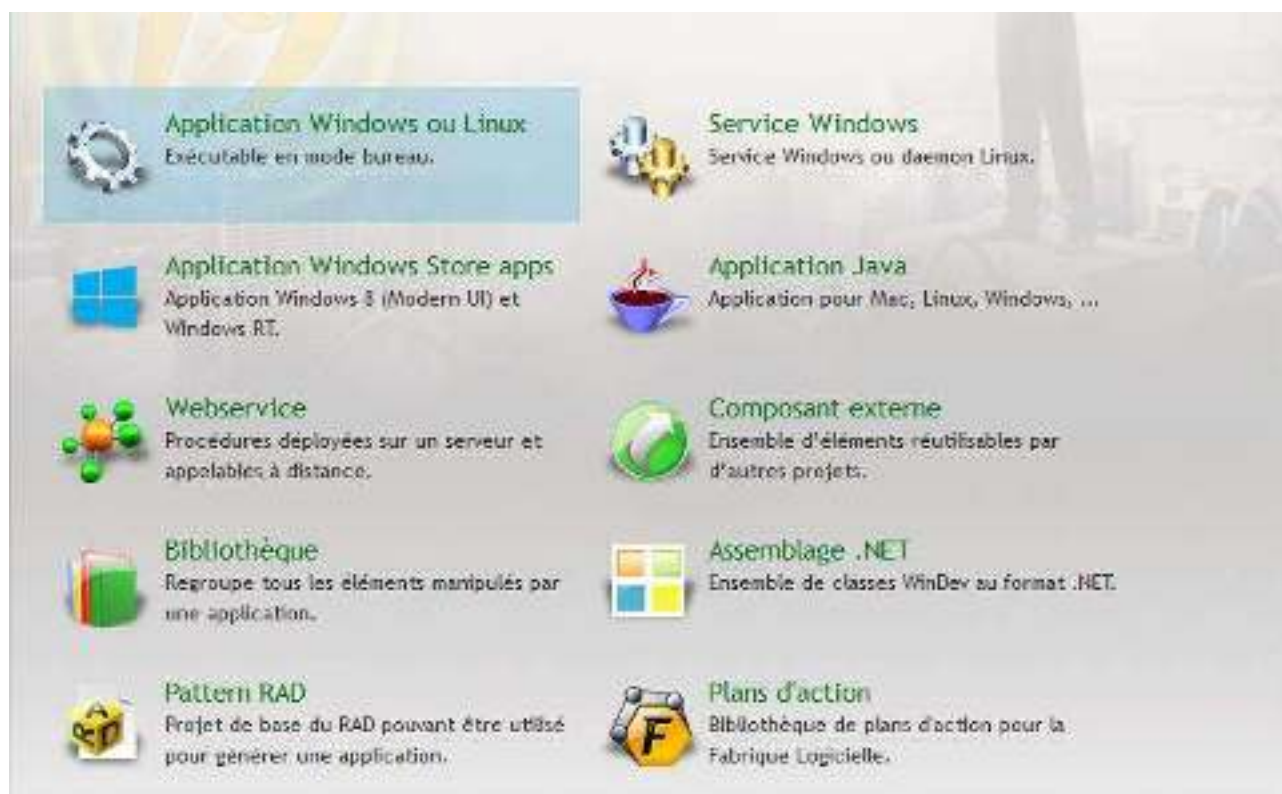 Application Windows ou Linux
Exécutable en mode bureau.
Service Windows
Service Windows ou daemon Linux.
Application Windows Store apps
Application Windows 8 (Modern UI) et
Windows RT.
Application Java
Application pour Mac, Linux, Windows, ...
Webservice
Procédures déployées sur un serveur et
appelables à distance.
Composant externe
Ensemble d'éléments réutilisables par
d'autres projets.
Bibliothèque
Regroupe tous les éléments manipulés par
une application.
Assemblage .NET
Ensemble de classes WinDev au format .NET.
Pattern RAD
Projet de base du RAD pouvant être utilisé
pour générer une application.
Plans d'action
Bibliothèque de plans d'action pour la
Fabrique Logicielle.
RAD
F